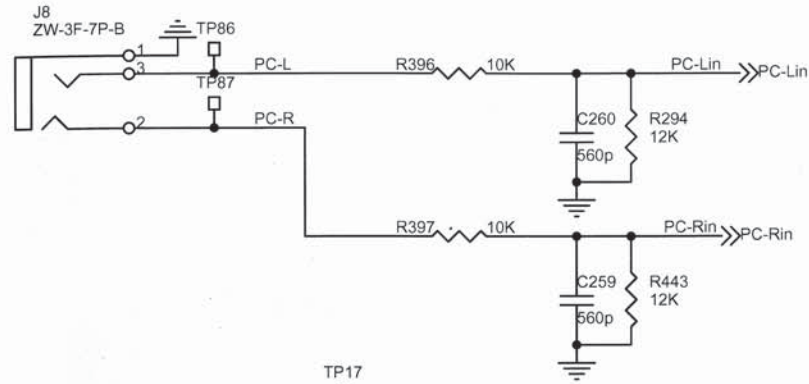 J8
ZW-3F-7P-B
TP86
1
3
TP87
PC-L
R396
10K
PC-Lin
PC-Lin
2
PC-R
C260
560p
R294
12K
R397
10K
PC-Rin
PC-Rin
C259
560p
R443
12K
TP17